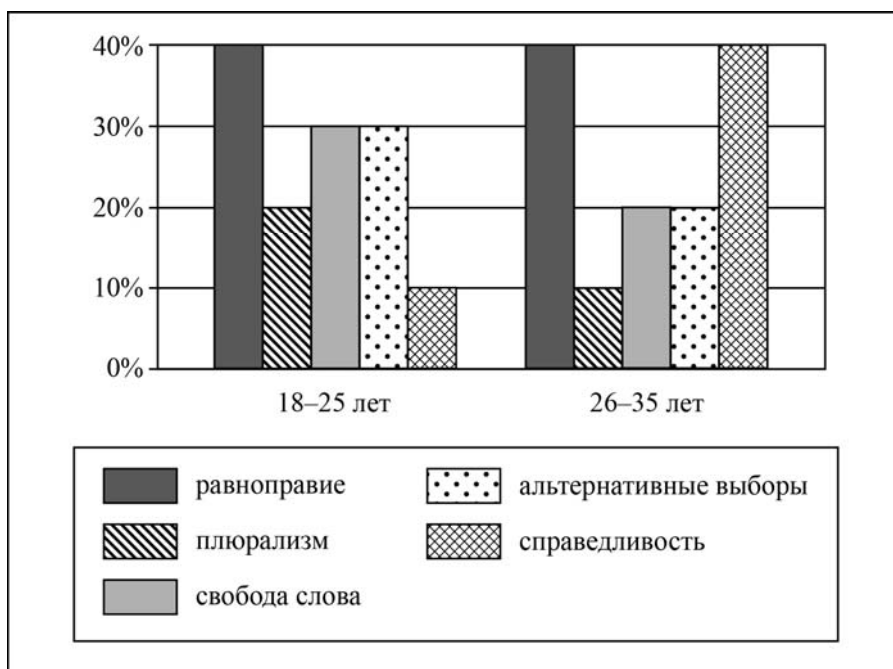 40%
30%
20%
10%
0%
18–25 лет
26–35 лет
равноправие
плюрализм
свобода слова
альтернативные выборы
справедливость